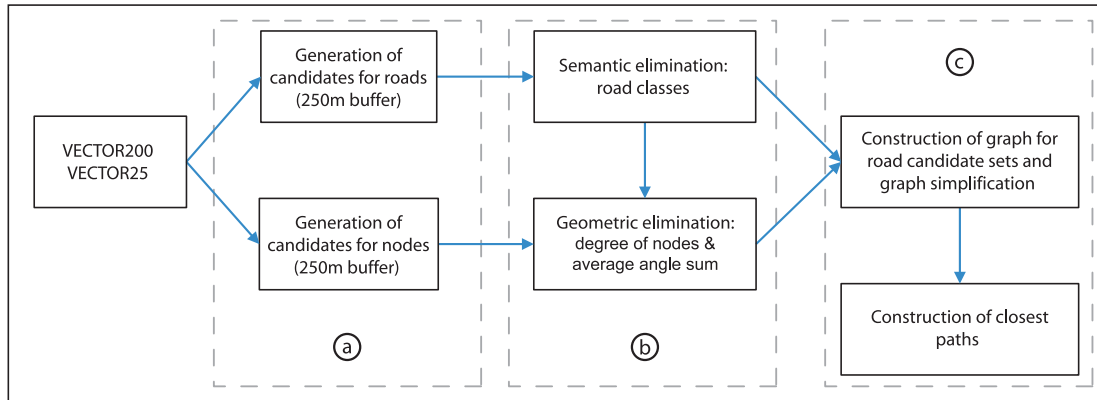 VECTOR200
VECTOR25
Generation of
candidates for roads
(250m buffer)
Generation of
candidates for nodes
(250m buffer)
a
Semantic elimination:
road classes
Geometric elimination:
degree of nodes &
average angle sum
b
c
Construction of graph for
road candidate sets and
graph simplification
Construction of closest
paths